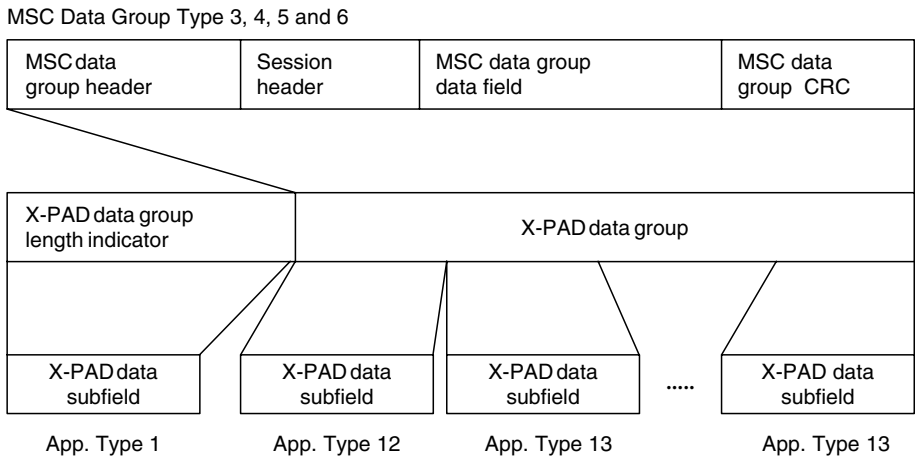 MSC Data Group Type 3, 4, 5 and 6
MSC data group header
Session header
MSC data group data field
MSC data group CRC
X-PAD data group length indicator
X-PAD data group
X-PAD data subfield
X-PAD data subfield
X-PAD data subfield
.....
X-PAD data subfield
App. Type 1
App. Type 12
App. Type 13
App. Type 13